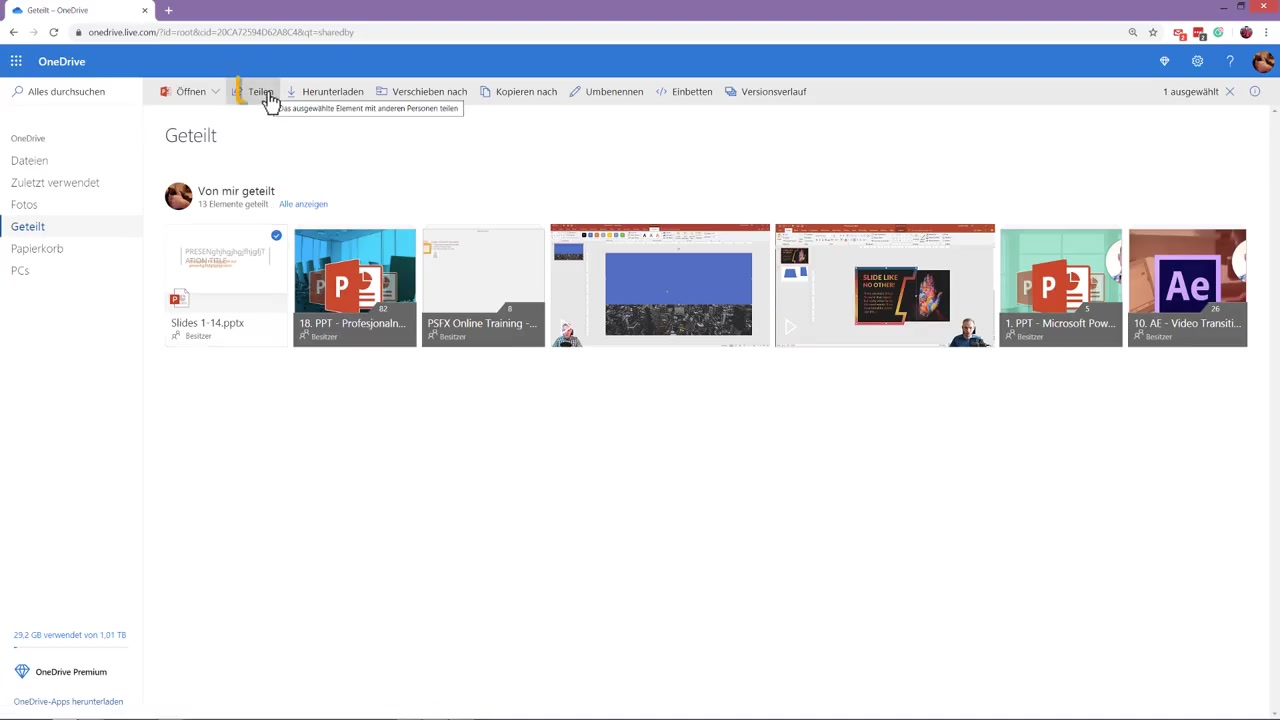 Geteilt – OneDrive
onedrive.live.com/?id=root&cid=20CA72594D62A8C4&qt=sharedby
OneDrive
Alles durchsuchen
Öffnen
Teilen
Herunterladen
Verschieben nach
Kopieren nach
Umbenennen
Einbetten
Versionsverlauf
1 ausgewählt
Das ausgewählte Element mit anderen Personen teilen
OneDrive
Dateien
Zuletzt verwendet
Fotos
Geteilt
Papierkorb
PCs
Geteilt
Von mir geteilt
13 Elemente geteilt
Alle anzeigen
Slides 1-14.pptx
Besitzer
82
18. PPT - Profesjonaln...
Besitzer
8
PSFX Online Training -...
Besitzer
SLIDE LIKE
NO OTHER!
5
1. PPT - Microsoft Pow...
Besitzer
Ae
26
10. AE - Video Transiti...
Besitzer
29,2 GB verwendet von 1,01 TB
OneDrive Premium
OneDrive-Apps herunterladen